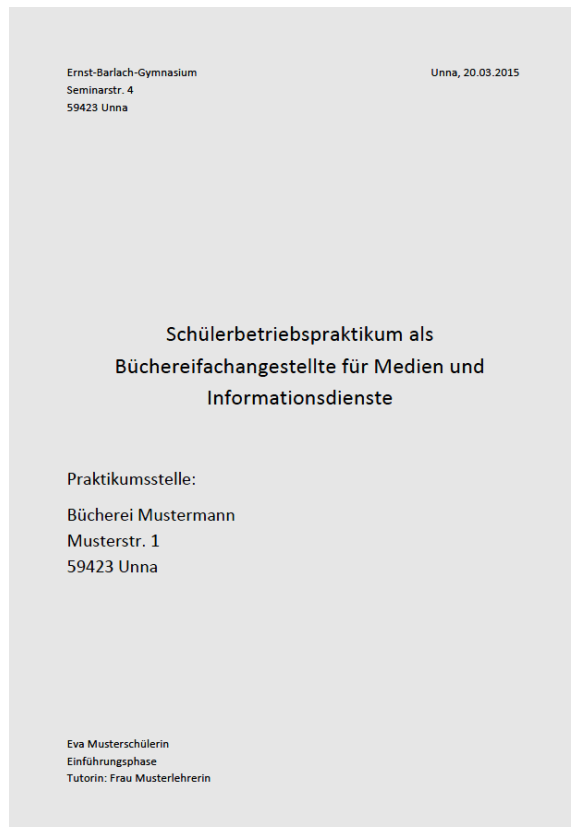 Ernst-Barlach-Gymnasium Unna, 20.03.2015
Seminarstr. 4
59423 Unna
Schülerbetriebspraktikum als
Büchereifachangestellte für Medien und
Informationsdienste
Praktikumsstelle:
Bücherei Mustermann
Musterstr. 1
59423 Unna
Eva Musterschülerin
Einführungsphase
Tutorin: Frau Musterlehrerin